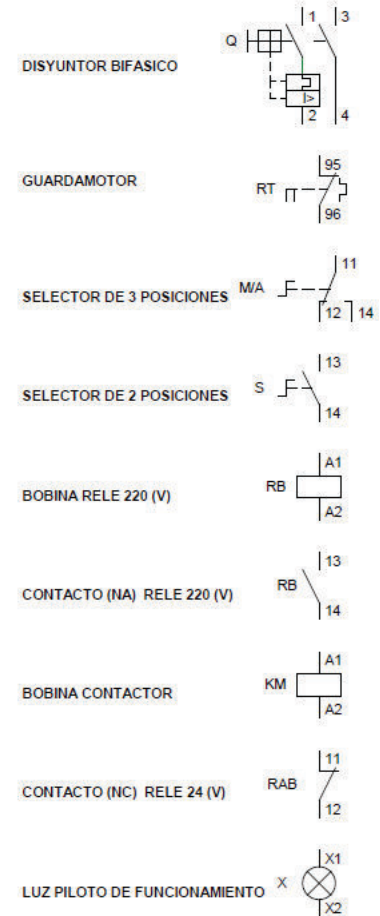 1 3
Q
DISYUNTOR BIFASICO
I>
2 4
95
GUARDAMOTOR RT
96
11
SELECTOR DE 3 POSICIONES M/A
12 14
13
SELECTOR DE 2 POSICIONES S
14
A1
BOBINA RELE 220 (V) RB
A2
13
CONTACTO (NA) RELE 220 (V) RB
14
A1
BOBINA CONTACTOR KM
A2
11
CONTACTO (NC) RELE 24 (V) RAB
12
X1
LUZ PILOTO DE FUNCIONAMIENTO X
X2